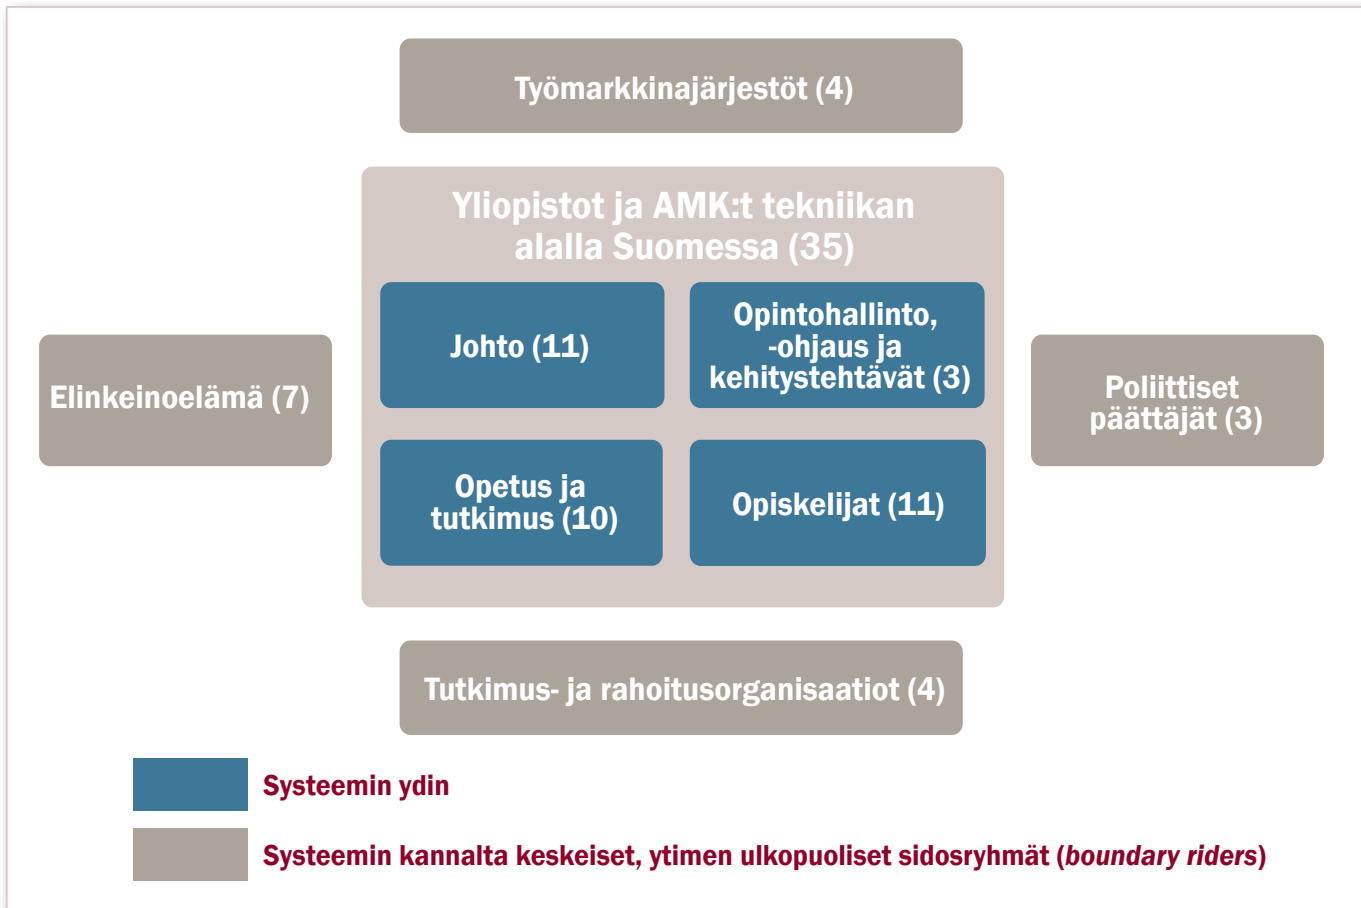 Työmarkkinajärjestöt (4)
Yliopistot ja AMK:t tekniikan
alalla Suomessa (35)
Johto (11)
Opintohallinto,
-ohjaus ja
kehitystehtävät (3)
Elinkeinoelämä (7)
Poliittiset
päättäjät (3)
Opetus ja
tutkimus (10)
Opiskelijat (11)
Tutkimus- ja rahoitusorganisaatiot (4)
Systeemin ydin
Systeemin kannalta keskeiset, ytimen ulkopuoliset sidosryhmät (boundary riders)